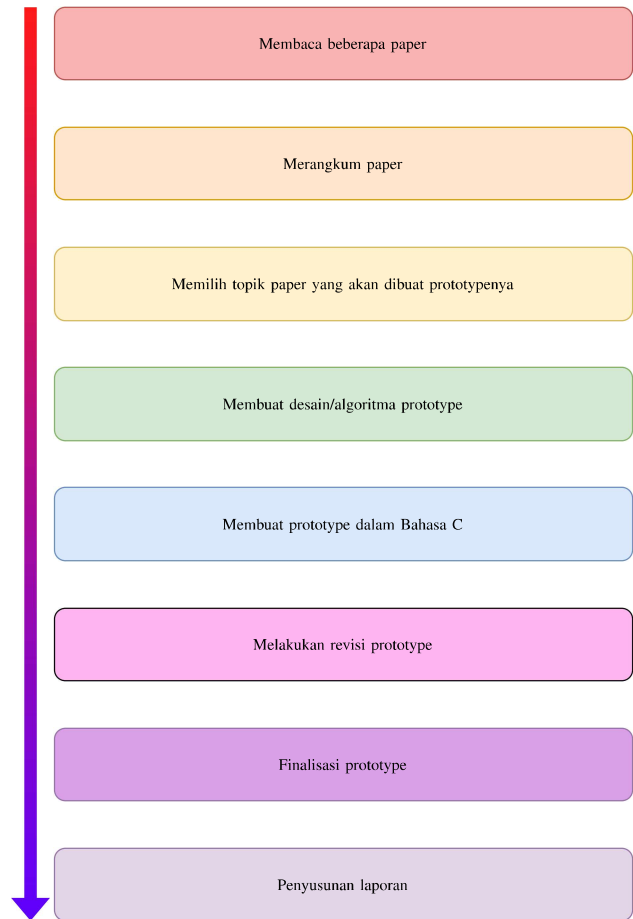 Membaca beberapa paper
Merangkum paper
Memilih topik paper yang akan dibuat prototypenya
Membuat desain/algoritma prototype
Membuat prototype dalam Bahasa C
Melakukan revisi prototype
Finalisasi prototype
Penyusunan laporan